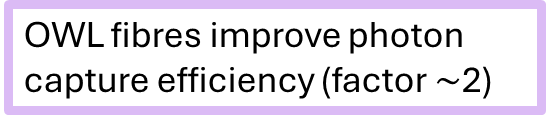 OWL fibres improve photon
capture efficiency (factor ~2)